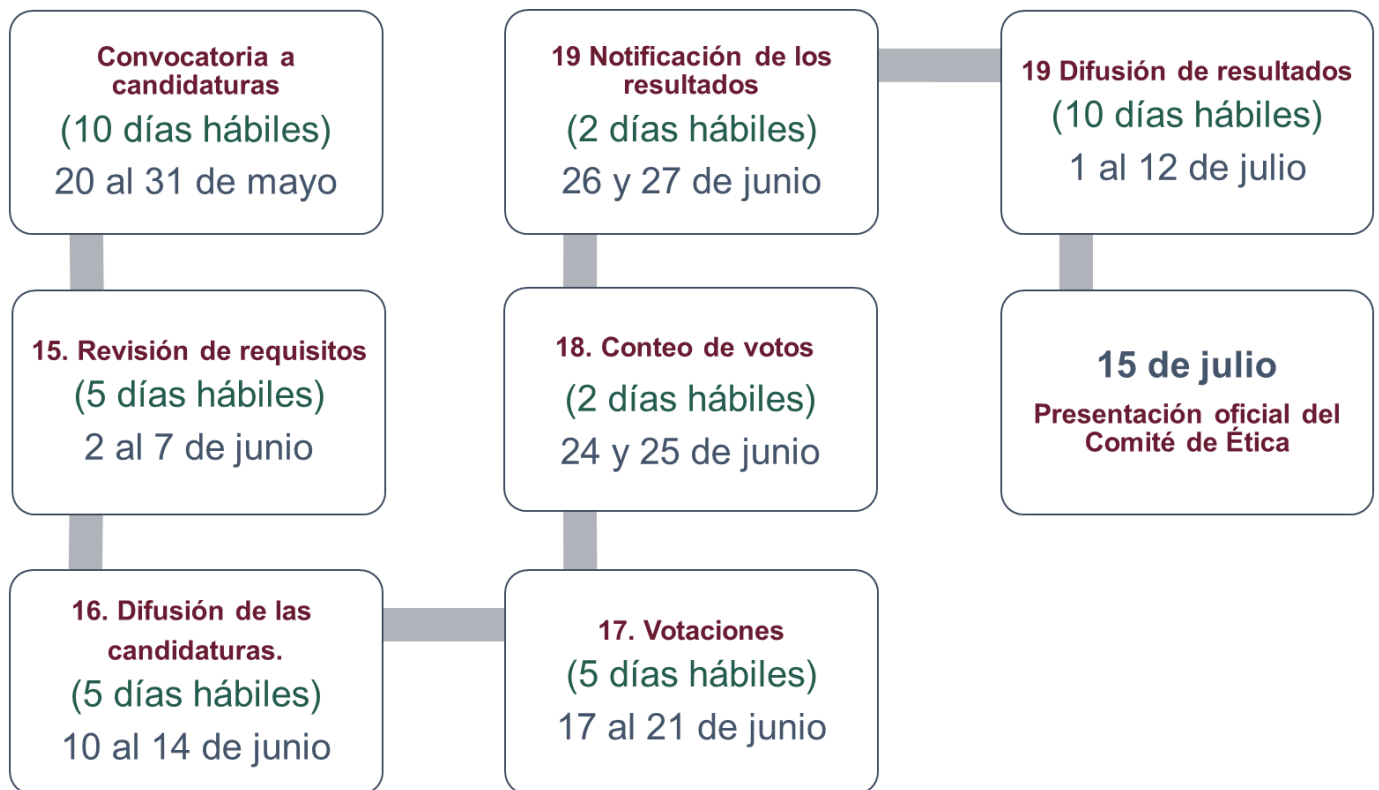 Convocatoria a
candidaturas
(10 días hábiles)
20 al 31 de mayo
15. Revisión de requisitos
(5 días hábiles)
2 al 7 de junio
16. Difusión de las
candidaturas.
(5 días hábiles)
10 al 14 de junio
17. Votaciones
(5 días hábiles)
17 al 21 de junio
18. Conteo de votos
(2 días hábiles)
24 y 25 de junio
19 Notificación de los
resultados
(2 días hábiles)
26 y 27 de junio
19 Difusión de resultados
(10 días hábiles)
1 al 12 de julio
15 de julio
Presentación oficial del
Comité de Ética